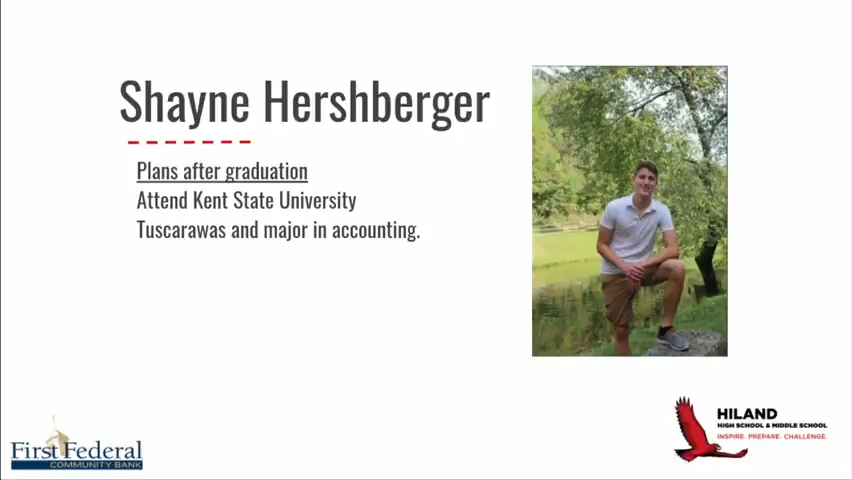 Shayne Hershberger
Plans after graduation
Attend Kent State University
Tuscarawas and major in accounting.
First Federal
COMMUNITY BANK
HILAND
HIGH SCHOOL & MIDDLE SCHOOL
INSPIRE. PREPARE. CHALLENGE.